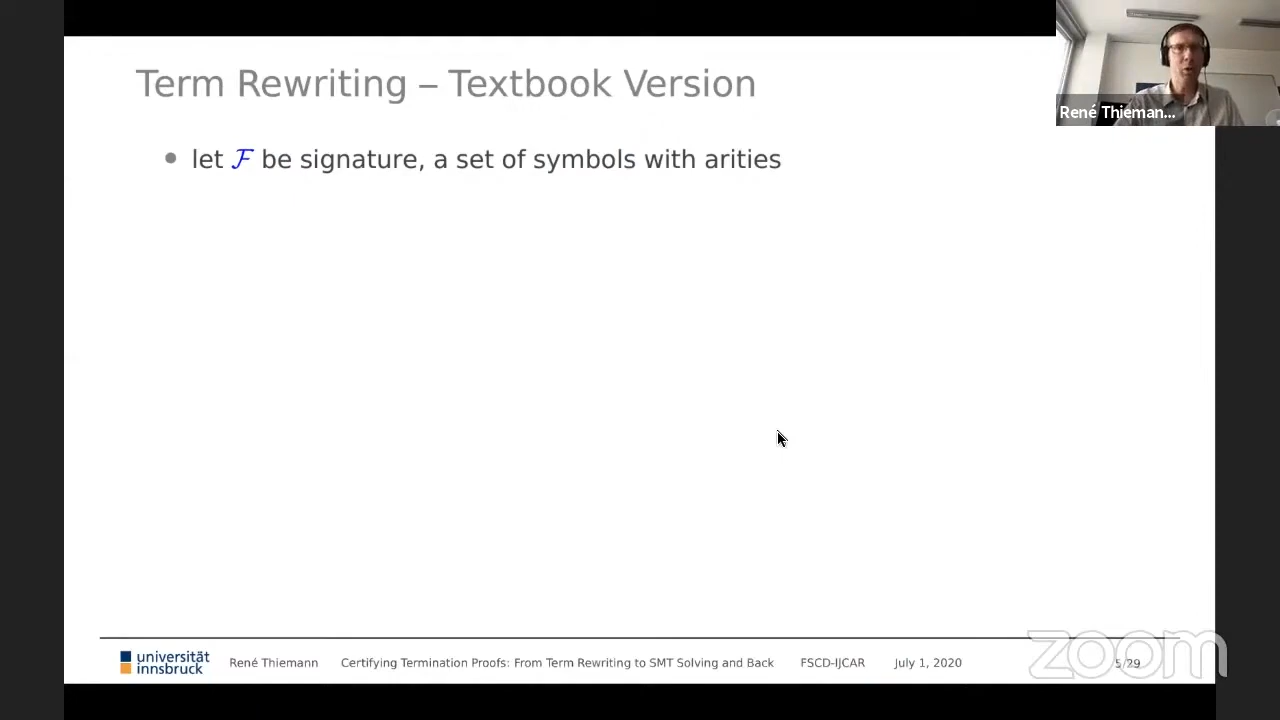 Term Rewriting – Textbook Version
René Thieman...
let ℱ be signature, a set of symbols with arities
universität
innsbruck
René Thiemann Certifying Termination Proofs: From Term Rewriting to SMT Solving and Back FSCD-IJCAR July 1, 2020 5/29
zoom